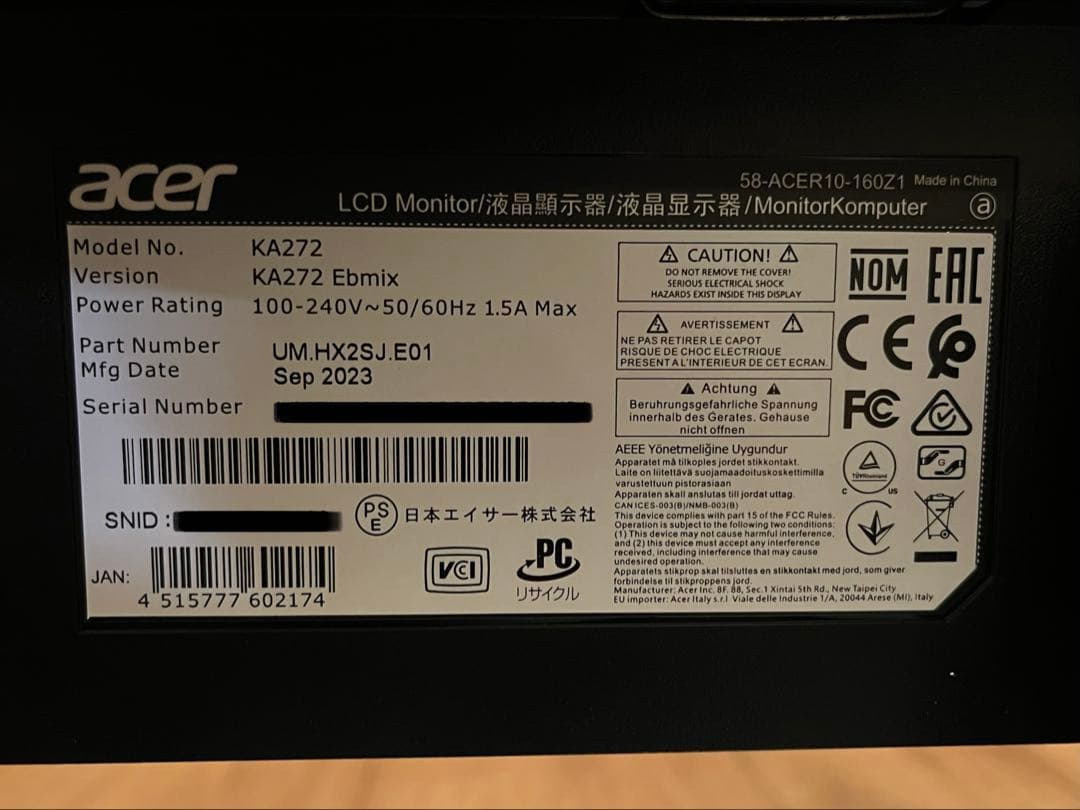 acer
58-ACER10-160Z1 Made in China
LCD Monitor/液晶顯示器/液晶显示器/MonitorKomputer
a
Model No. KA272
Version KA272 Ebmix
Power Rating 100-240V~50/60Hz 1.5A Max
Part Number UM.HX2SJ.E01
Mfg Date Sep 2023
Serial Number
SNID :
PS
E
日本エイサー株式会社
JAN:
4 515777 602174
VCI
PC
リサイクル
CAUTION!
DO NOT REMOVE THE COVER!
SERIOUS ELECTRICAL SHOCK
HAZARDS EXIST INSIDE THIS DISPLAY
AVERTISSEMENT
NE PAS RETIRER LE CAPOT
RISQUE DE CHOC ELECTRIQUE
PRESENT A L'INTERIEUR DE CET ECRAN.
Achtung
Beruhrungsgefahrliche Spannung
innerhalb des Gerates. Gehause
nicht offnen
AEEE Yönetmeliğine Uygundur
Apparatet må tilkoples jordet stikkontakt.
Laite on liitettävä suojamaadoituskoskettimilla
varustettuun pistorasiaan
Apparaten skall anslutas till jordat uttag.
CAN ICES-003(B)/NMB-003(B)
This device complies with part 15 of the FCC Rules.
Operation is subject to the following two conditions:
(1) This device may not cause harmful interference,
and (2) this device must accept any interference
received, including interference that may cause
undesired operation.
Apparatets stikprop skal tilsluttes en stikkontakt med jord, som giver
forbindelse til stikproppens jord.
Manufacturer: Acer Inc. 8F. 88, Sec.1 Xintai 5th Rd., New Taipei City
EU importer: Acer Italy s.r.l Viale delle Industrie 1/A, 20044 Arese (MI), Italy
NOM
EAC
CE
FC
TÜVRheinland
C US
G